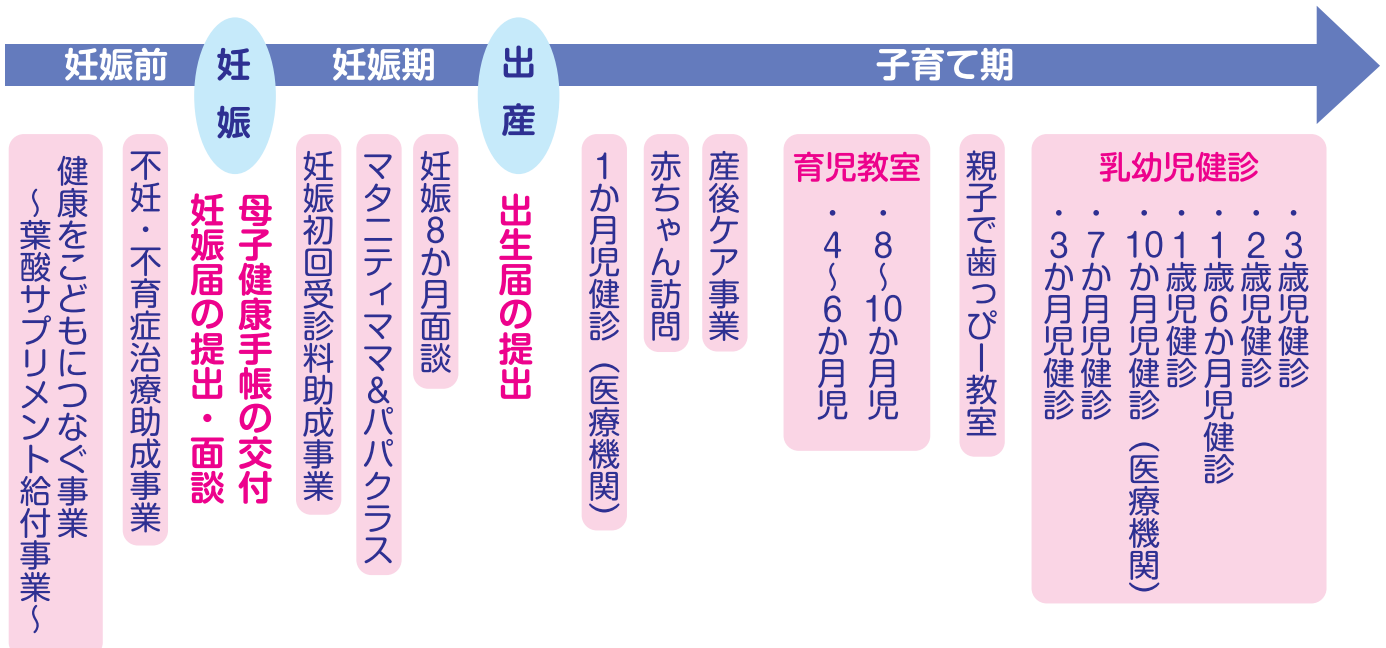 妊娠前
妊娠
妊娠期
出産
子育て期
健康をこどもにつなぐ事業
～葉酸サプリメント給付事業～
不妊・不育症治療助成事業
母子健康手帳の交付
妊娠届の提出・面談
妊娠初回受診料助成事業
マタニティママ&パパクラス
妊娠8か月面談
出生届の提出
1か月児健診（医療機関）
赤ちゃん訪問
産後ケア事業
育児教室
・4～6か月児
・8～10か月児
親子で歯っぴー教室
乳幼児健診
・3か月児健診
・7か月児健診
・10か月児健診（医療機関）
・1歳児健診
・1歳6か月児健診
・2歳児健診
・3歳児健診